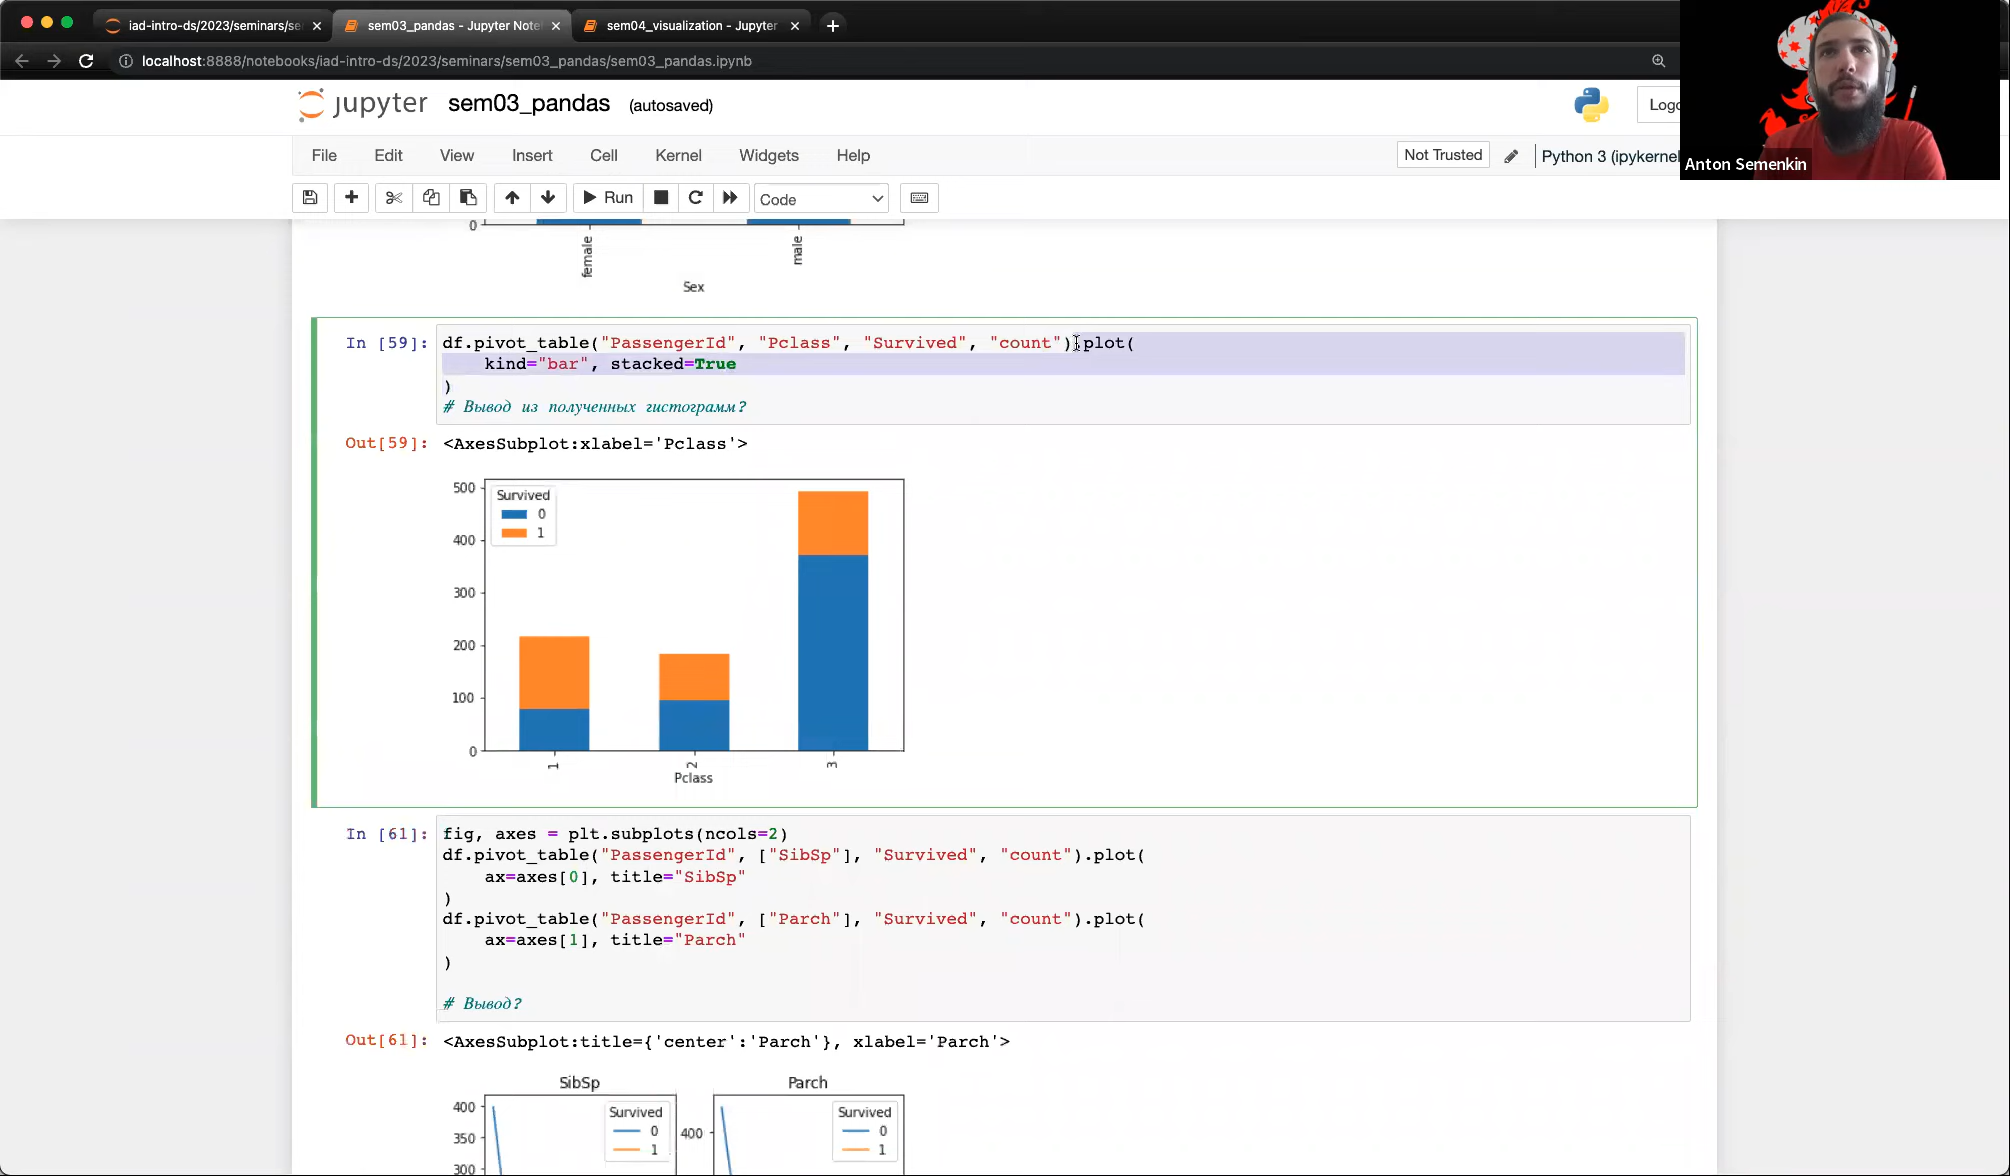 iad-intro-ds/2023/seminars/se
sem03_pandas - Jupyter Note
sem04_visualization - Jupyter
localhost:8888/notebooks/iad-intro-ds/2023/seminars/sem03_pandas/sem03_pandas.ipynb
jupyter sem03_pandas (autosaved)
Logo
File Edit View Insert Cell Kernel Widgets Help
Not Trusted
Python 3 (ipykernel
Anton Semenkin
Run
Code
0
female
male
Sex
In [59]:
df.pivot_table("PassengerId", "Pclass", "Survived", "count").plot(
kind="bar", stacked=True
)
# Вывод из полученных гистограмм?
Out[59]: <AxesSubplot:xlabel='Pclass'>
500
400
300
200
100
0
Survived
0
1
1
2
3
Pclass
In [61]:
fig, axes = plt.subplots(ncols=2)
df.pivot_table("PassengerId", ["SibSp"], "Survived", "count").plot(
ax=axes[0], title="SibSp"
)
df.pivot_table("PassengerId", ["Parch"], "Survived", "count").plot(
ax=axes[1], title="Parch"
)
# Вывод?
Out[61]: <AxesSubplot:title={'center':'Parch'}, xlabel='Parch'>
SibSp
400
350
300
Survived
0
1
Parch
400
Survived
0
1